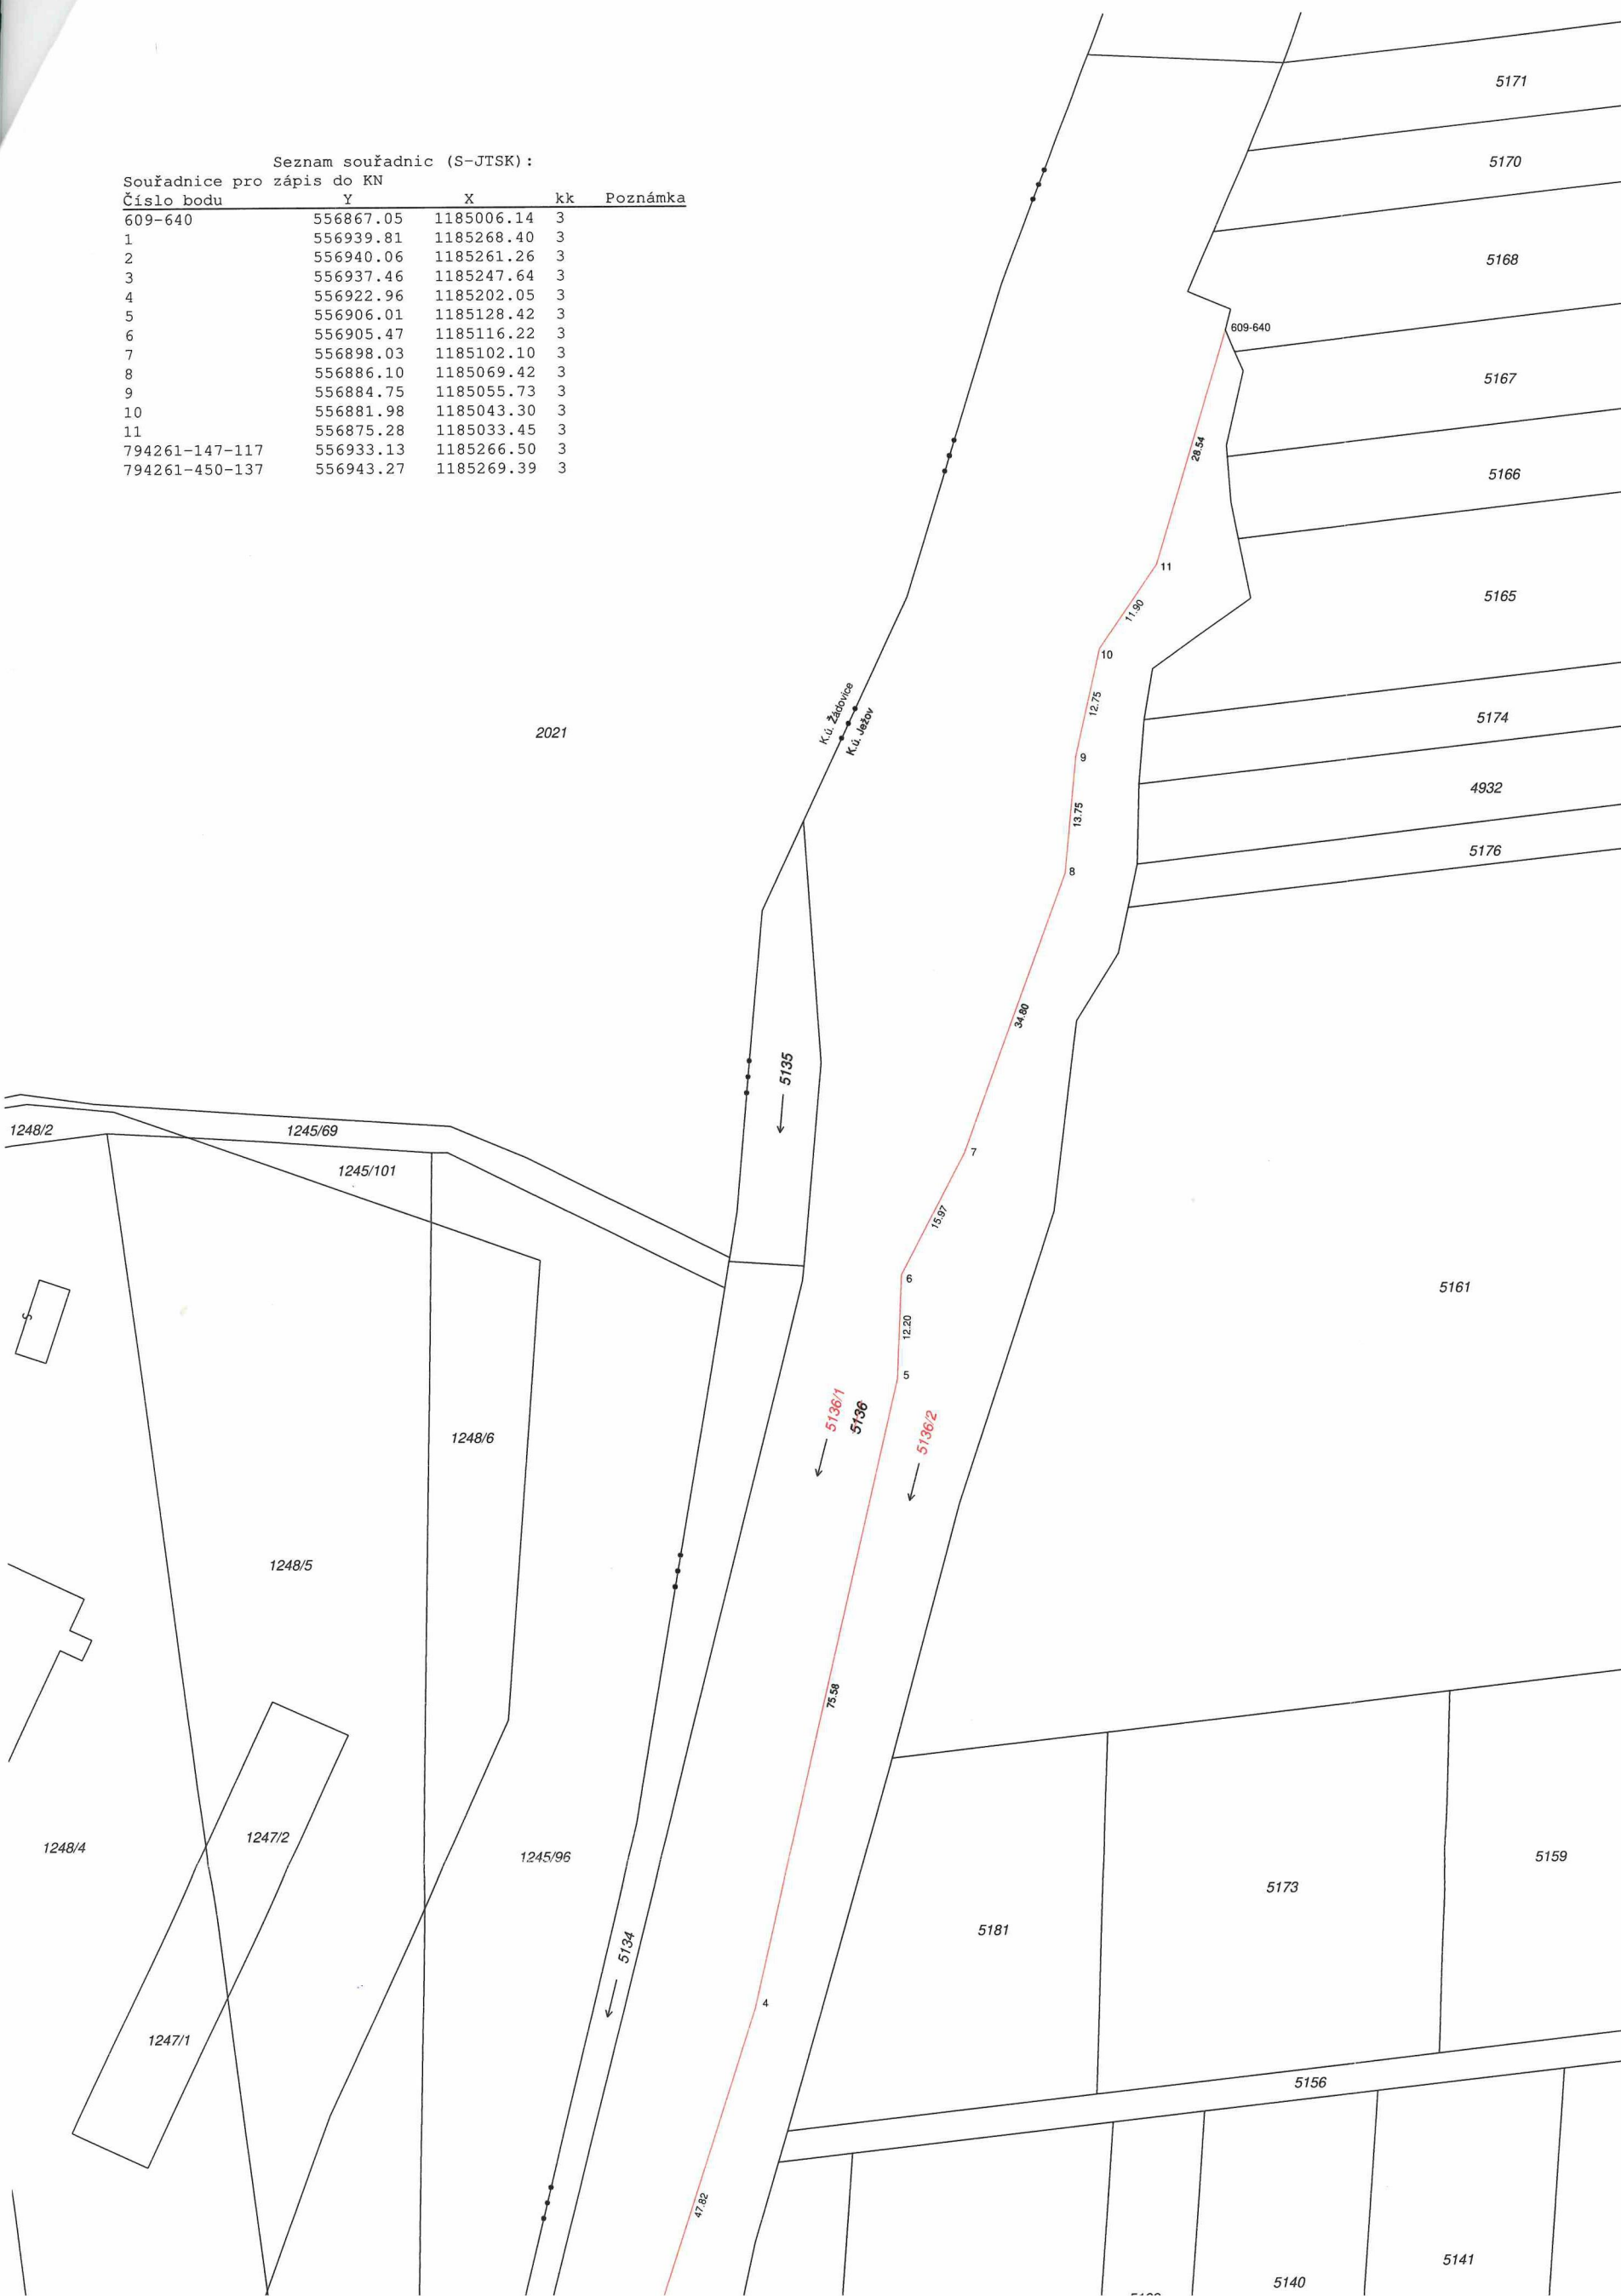 Seznam souřadnic (S-JTSK):
Souřadnice pro zápis do KN
Číslo bodu Y X kk Poznámka
609-640 556867.05 1185006.14 3
1 556939.81 1185268.40 3
2 556940.06 1185261.26 3
3 556937.46 1185247.64 3
4 556922.96 1185202.05 3
5 556906.01 1185128.42 3
6 556905.47 1185116.22 3
7 556898.03 1185102.10 3
8 556886.10 1185069.42 3
9 556884.75 1185055.73 3
10 556881.98 1185043.30 3
11 556875.28 1185033.45 3
794261-147-117 556933.13 1185266.50 3
794261-450-137 556943.27 1185269.39 3
5171
5170
5168
609-640
5167
28.54
5166
11
5165
11.90
10
12.75
K.ú. Žádovice
K.ú. Ježov
5174
2021
9
4932
13.75
5176
8
34.80
5135
1248/2
1245/69
7
1245/101
15.97
6
5161
12.20
5
5136/1
5136
5136/2
1248/6
1248/5
75.58
1247/2
1248/4
1245/96
5159
5173
5181
5134
4
1247/1
5156
47.82
5141
5140